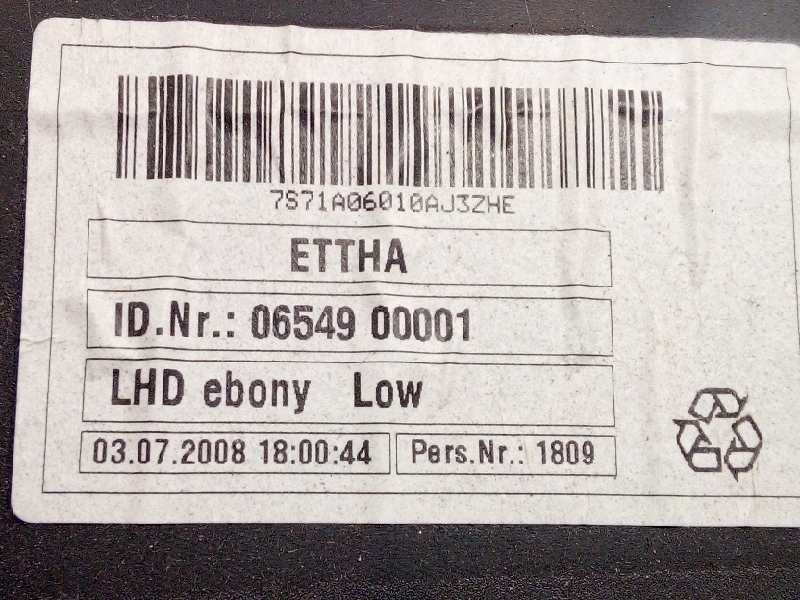 7S71A06010AJ3ZHE
ETTHA
ID.Nr.: 06549 00001
LHD ebony Low
03.07.2008 18:00:44 Pers.Nr.: 1809